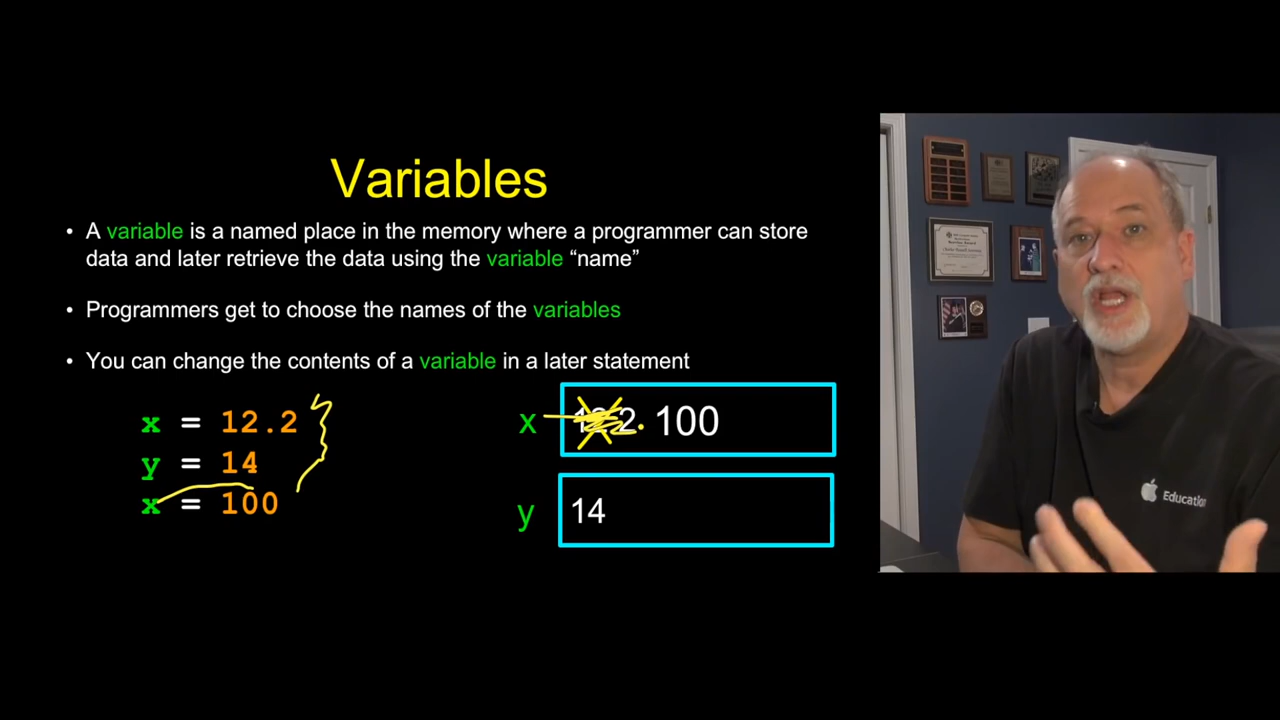 Variables
• A variable is a named place in the memory where a programmer can store
data and later retrieve the data using the variable “name”
• Programmers get to choose the names of the variables
• You can change the contents of a variable in a later statement
x = 12.2
y = 14
x = 100
x 12.2 100
y 14
Education